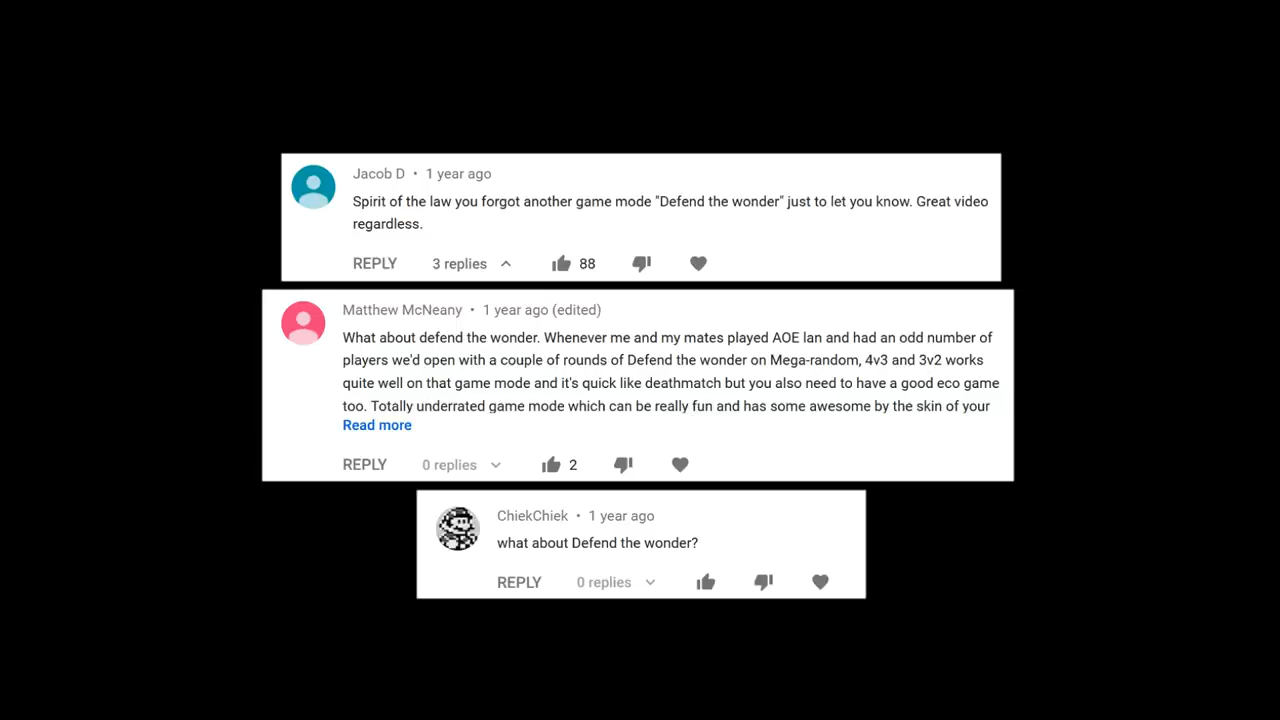 Jacob D • 1 year ago
Spirit of the law you forgot another game mode "Defend the wonder" just to let you know. Great video
regardless.
REPLY 3 replies 88
Matthew McNeany • 1 year ago (edited)
What about defend the wonder. Whenever me and my mates played AOE lan and had an odd number of
players we'd open with a couple of rounds of Defend the wonder on Mega-random, 4v3 and 3v2 works
quite well on that game mode and it's quick like deathmatch but you also need to have a good eco game
too. Totally underrated game mode which can be really fun and has some awesome by the skin of your
Read more
REPLY 0 replies 2
ChiekChiek • 1 year ago
what about Defend the wonder?
REPLY 0 replies